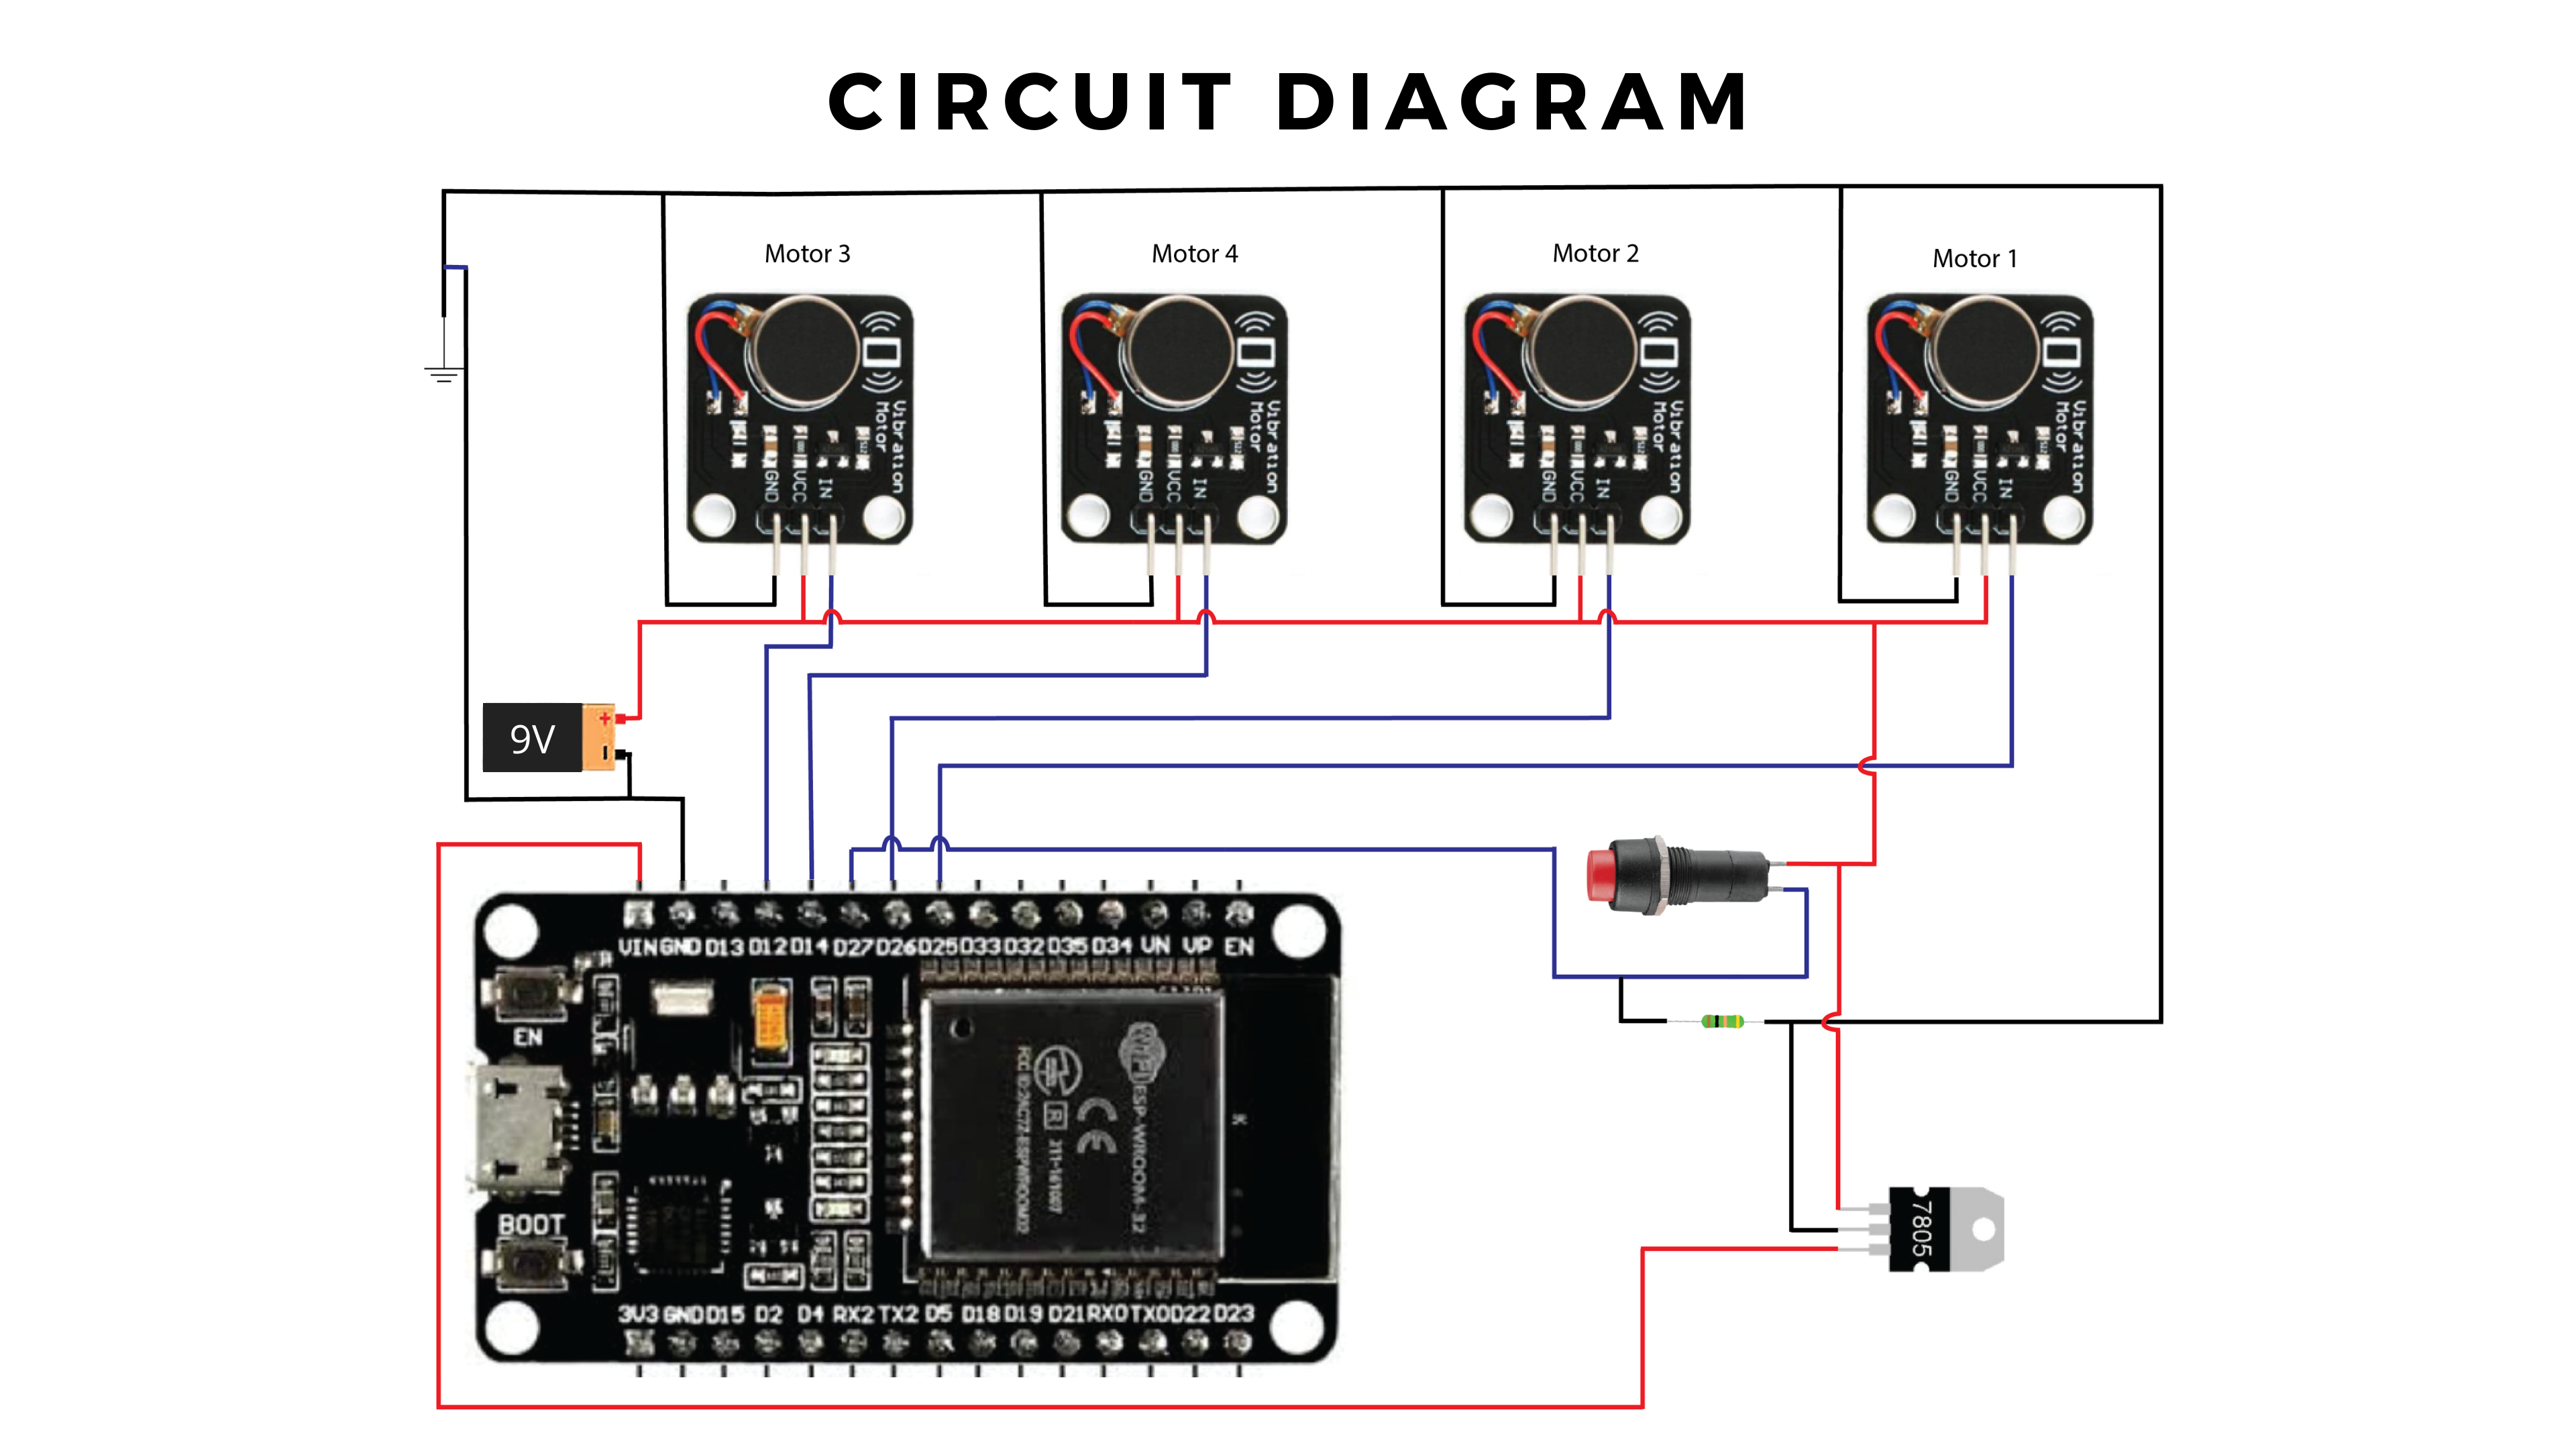 CIRCUIT DIAGRAM
Motor 3
Motor 4
Motor 2
Motor 1
Vibration
Motor
GND
VCC
IN
Vibration
Motor
GND
VCC
IN
Vibration
Motor
GND
VCC
IN
Vibration
Motor
GND
VCC
IN
9V
+
-
VIN GND D13 D12 D14 D27 D26 D25 D33 D32 D35 D34 VN VP EN
EN
ESP-WROOM-32
CE
R
BOOT
3V3 GND D15 D2 D4 RX2 TX2 D5 D18 D19 D21 RX0 TX0 D22 D23
7805